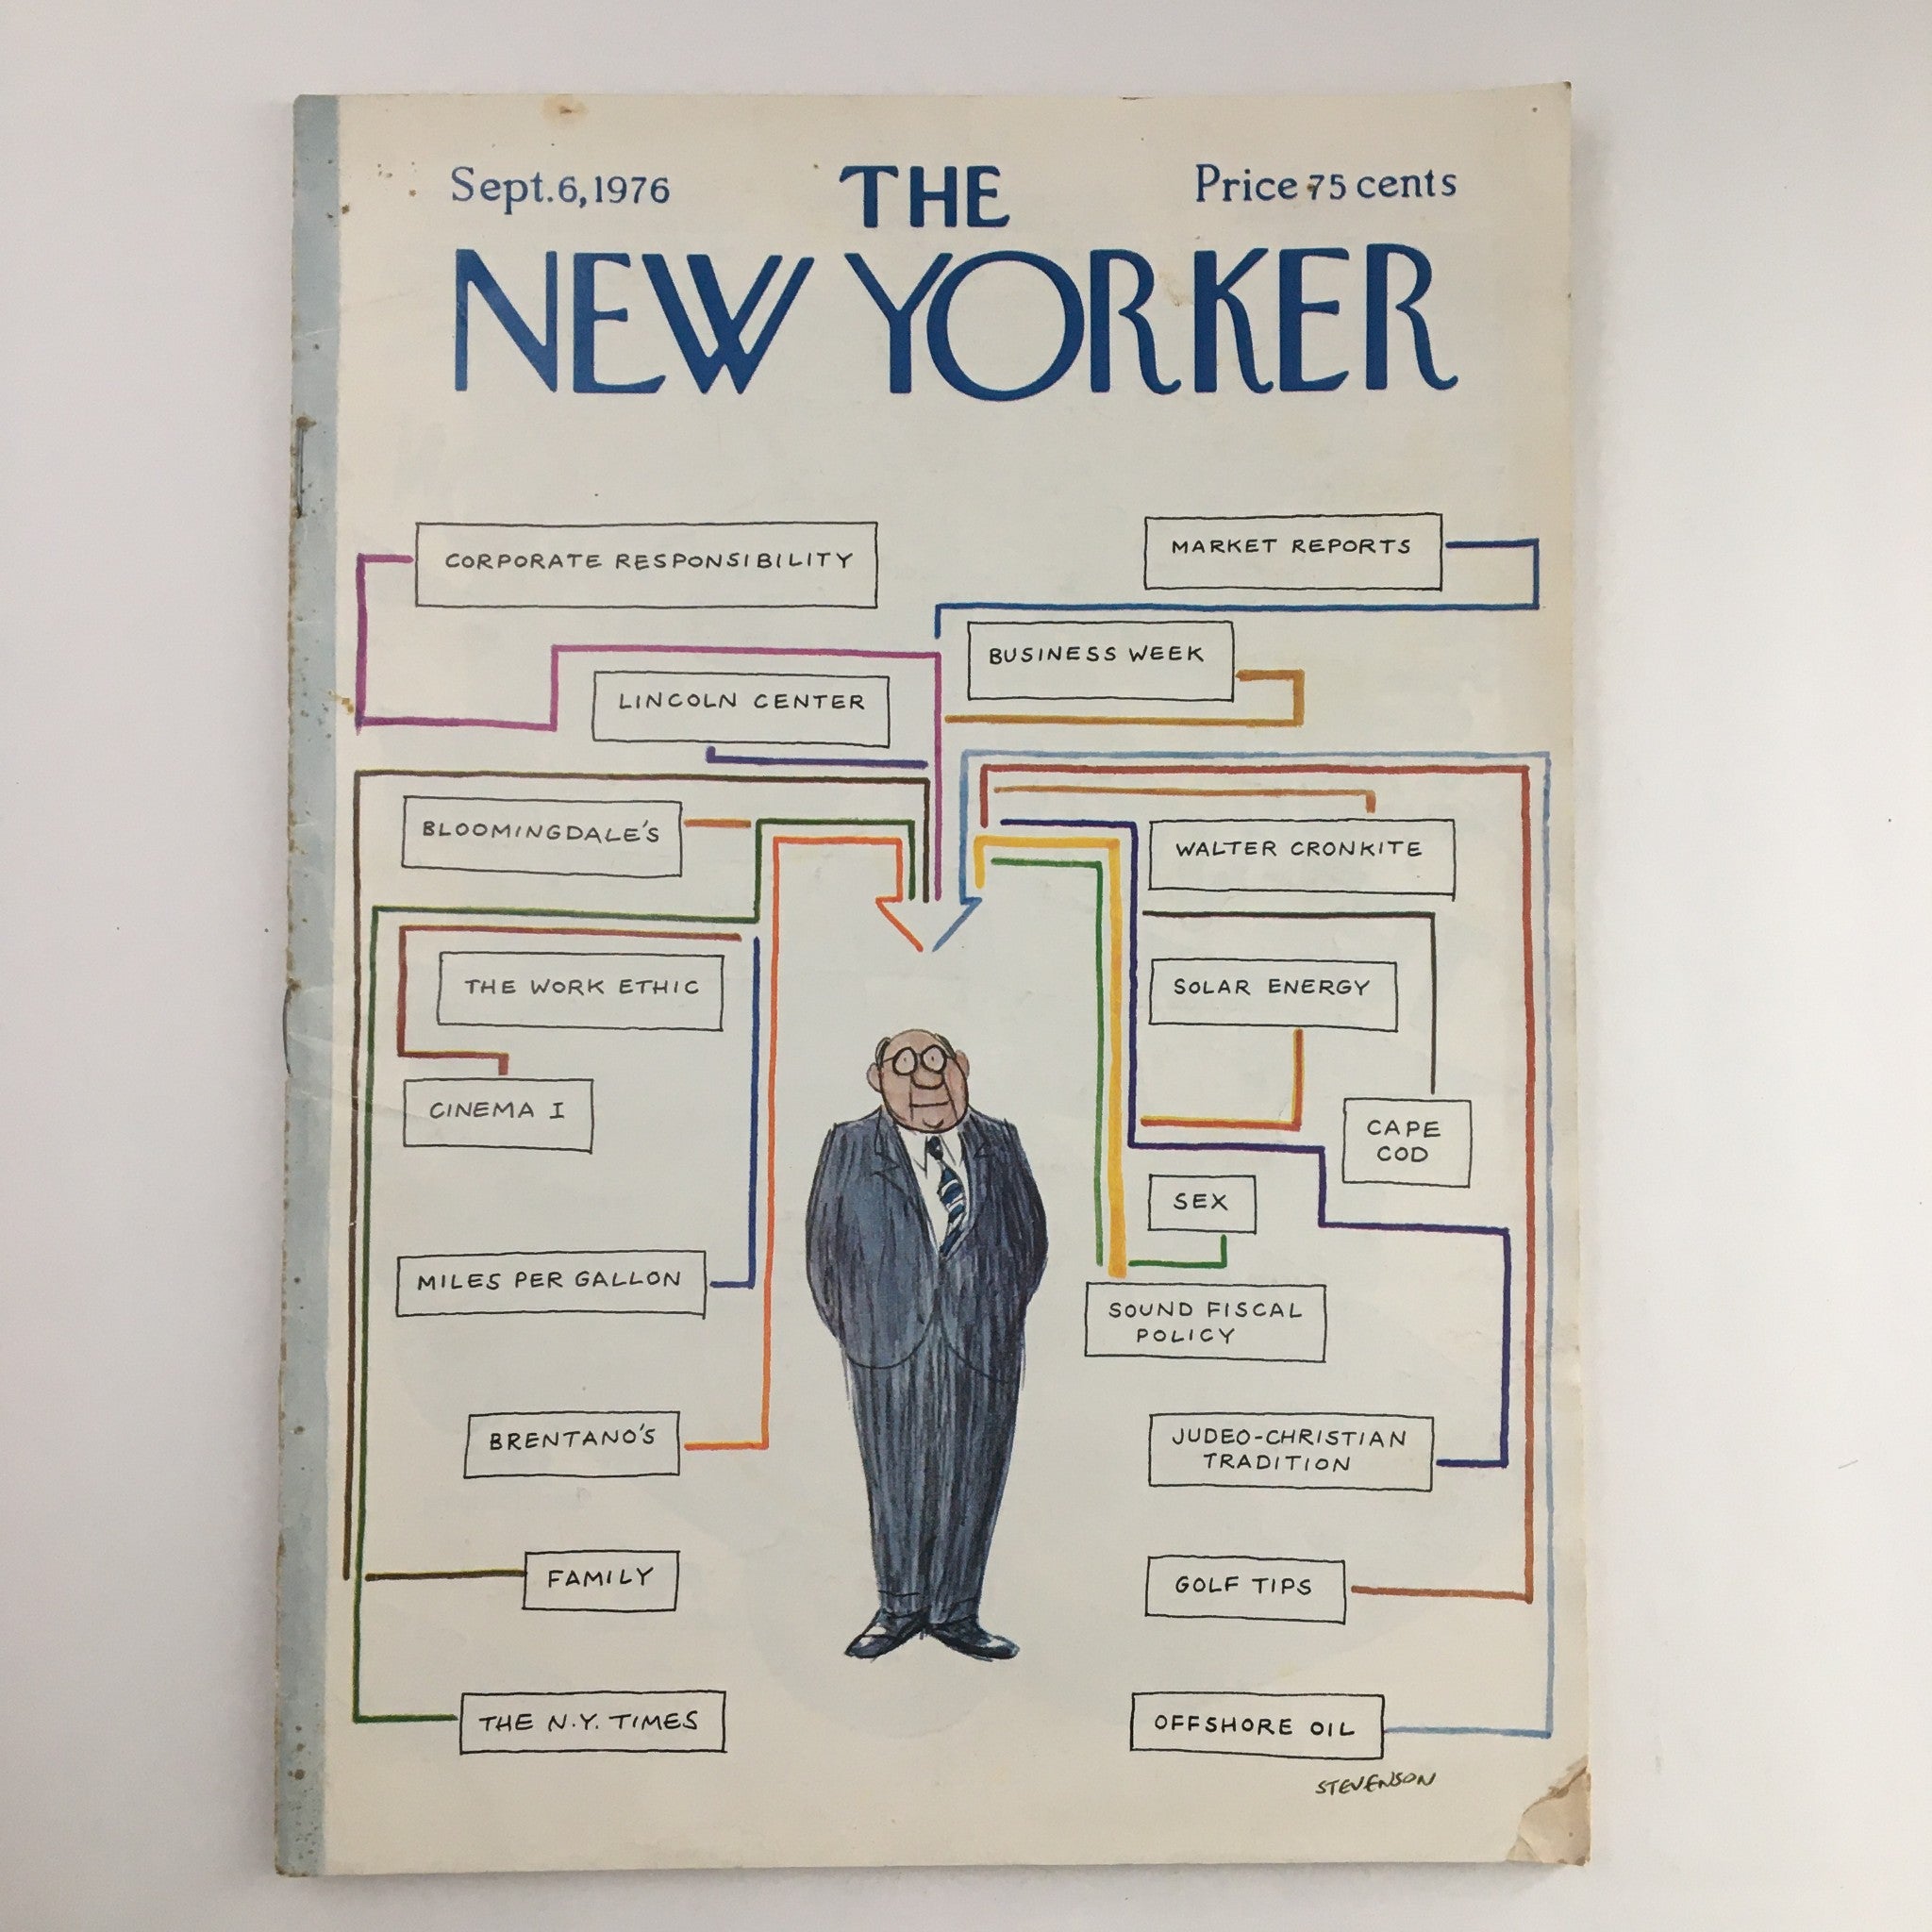 Sept.6,1976
THE
Price 75 cents
NEW YORKER
CORPORATE RESPONSIBILITY
MARKET REPORTS
BUSINESS WEEK
LINCOLN CENTER
BLOOMINGDALE'S
WALTER CRONKITE
THE WORK ETHIC
SOLAR ENERGY
CINEMA I
CAPE
COD
SEX
MILES PER GALLON
SOUND FISCAL
POLICY
BRENTANO'S
JUDEO-CHRISTIAN
TRADITION
FAMILY
GOLF TIPS
THE N.Y. TIMES
OFFSHORE OIL
STEVENSON